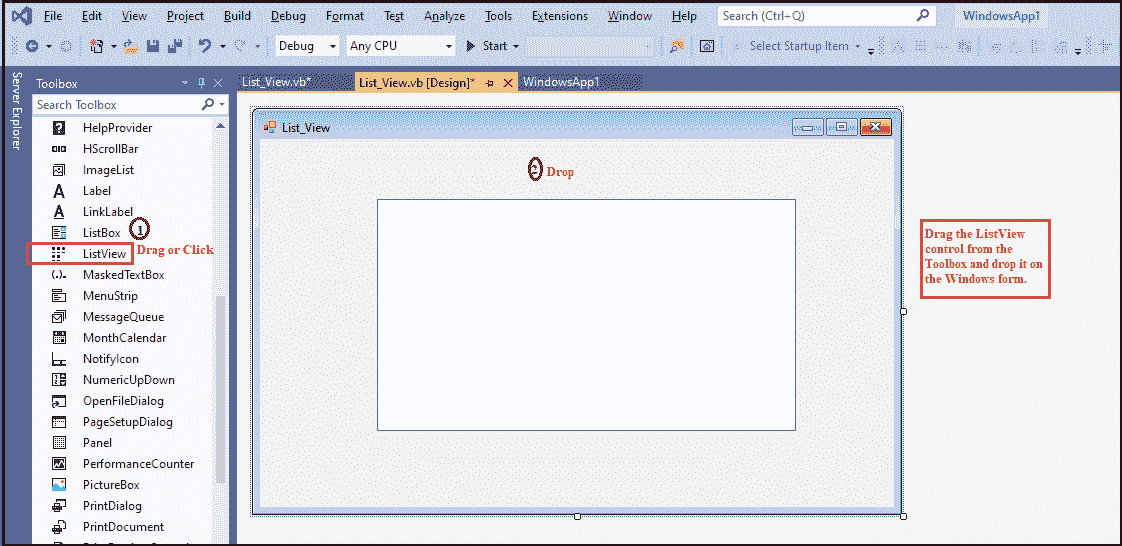 File Edit View Project Build Debug Format Test Analyze Tools Extensions Window Help Search (Ctrl+Q) WindowsApp1
Debug Any CPU Start Select Startup Item
Server Explorer
Toolbox
List_View.vb* List_View.vb [Design]* WindowsApp1
Search Toolbox
HelpProvider
HScrollBar
ImageList
Label
LinkLabel
ListBox
ListView
MaskedTextBox
MenuStrip
MessageQueue
MonthCalendar
NotifyIcon
NumericUpDown
OpenFileDialog
PageSetupDialog
Panel
PerformanceCounter
PictureBox
PrintDialog
PrintDocument
1
Drag or Click
List_View
2 Drop
Drag the ListView
control from the
Toolbox and drop it on
the Windows form.